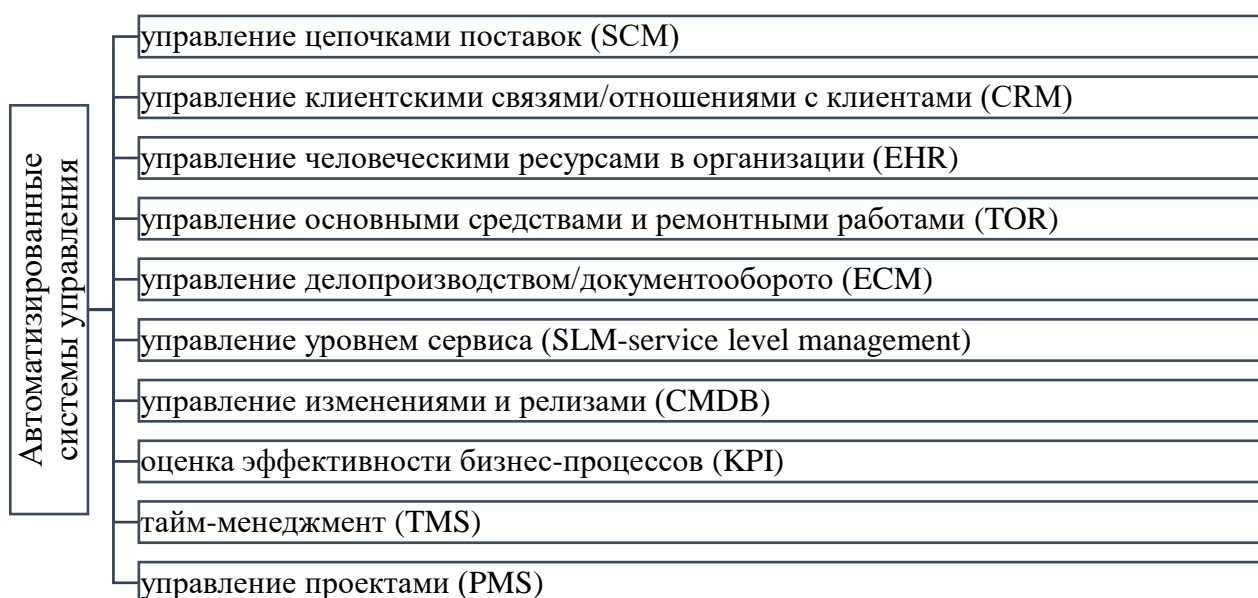 Автоматизированные
системы управления
управление цепочками поставок (SCM)
управление клиентскими связями/отношениями с клиентами (CRM)
управление человеческими ресурсами в организации (EHR)
управление основными средствами и ремонтными работами (TOR)
управление делопроизводством/документооборото (ECM)
управление уровнем сервиса (SLM-service level management)
управление изменениями и релизами (CMDB)
оценка эффективности бизнес-процессов (KPI)
тайм-менеджмент (TMS)
управление проектами (PMS)